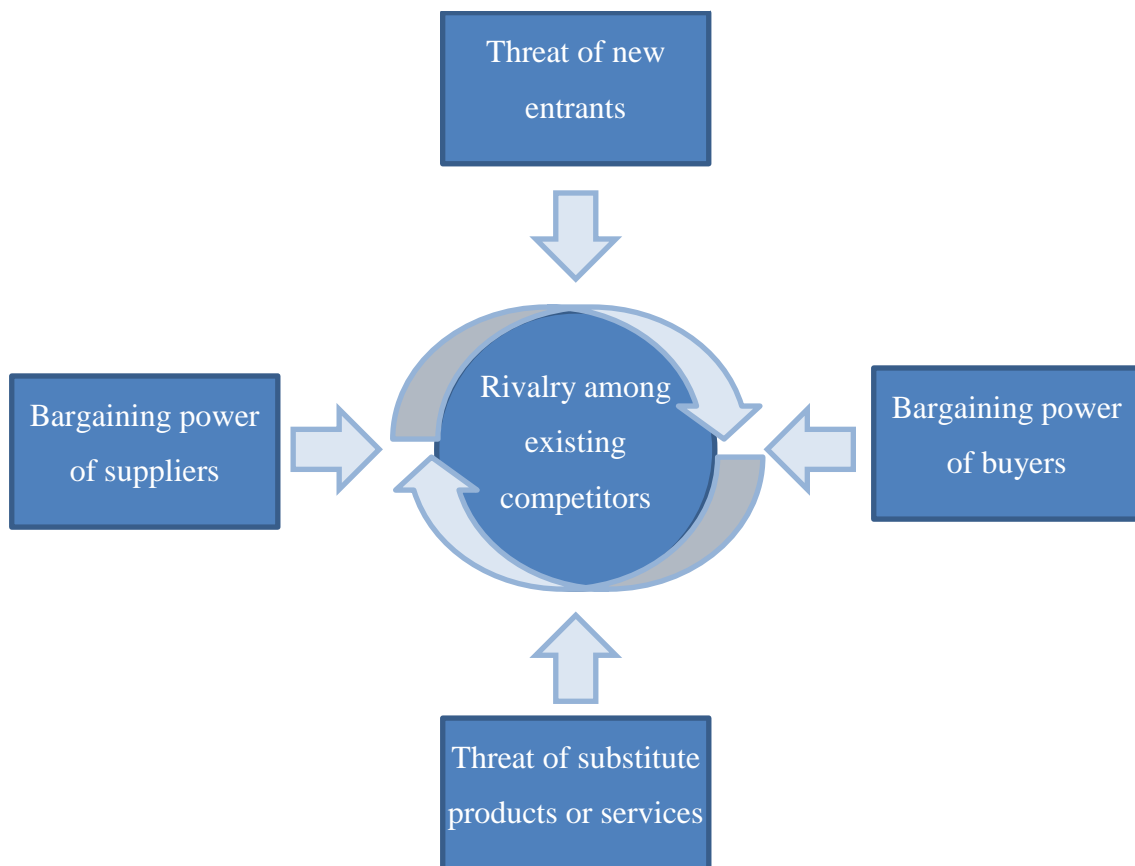 Threat of new
entrants
Rivalry among
existing
competitors
Bargaining power
of suppliers
Bargaining power
of buyers
Threat of substitute
products or services